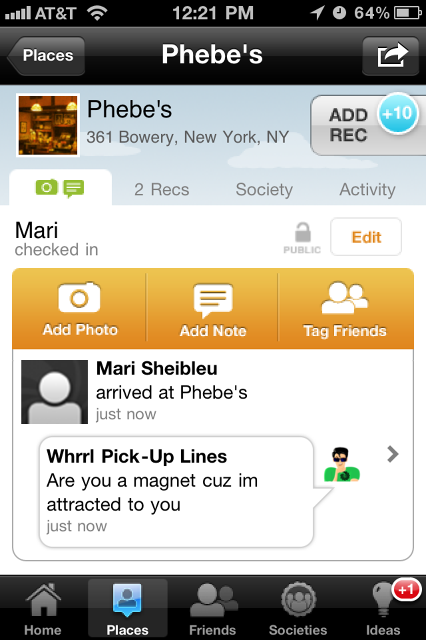 AT&T 12:21 PM 64%
Places Phebe's
Phebe's
361 Bowery, New York, NY
ADD REC +10
2 Recs Society Activity
Mari
checked in
PUBLIC
Edit
Add Photo Add Note Tag Friends
Mari Sheibleu
arrived at Phebe's
just now
Whrrl Pick-Up Lines
Are you a magnet cuz im
attracted to you
just now
+1
Home Places Friends Societies Ideas